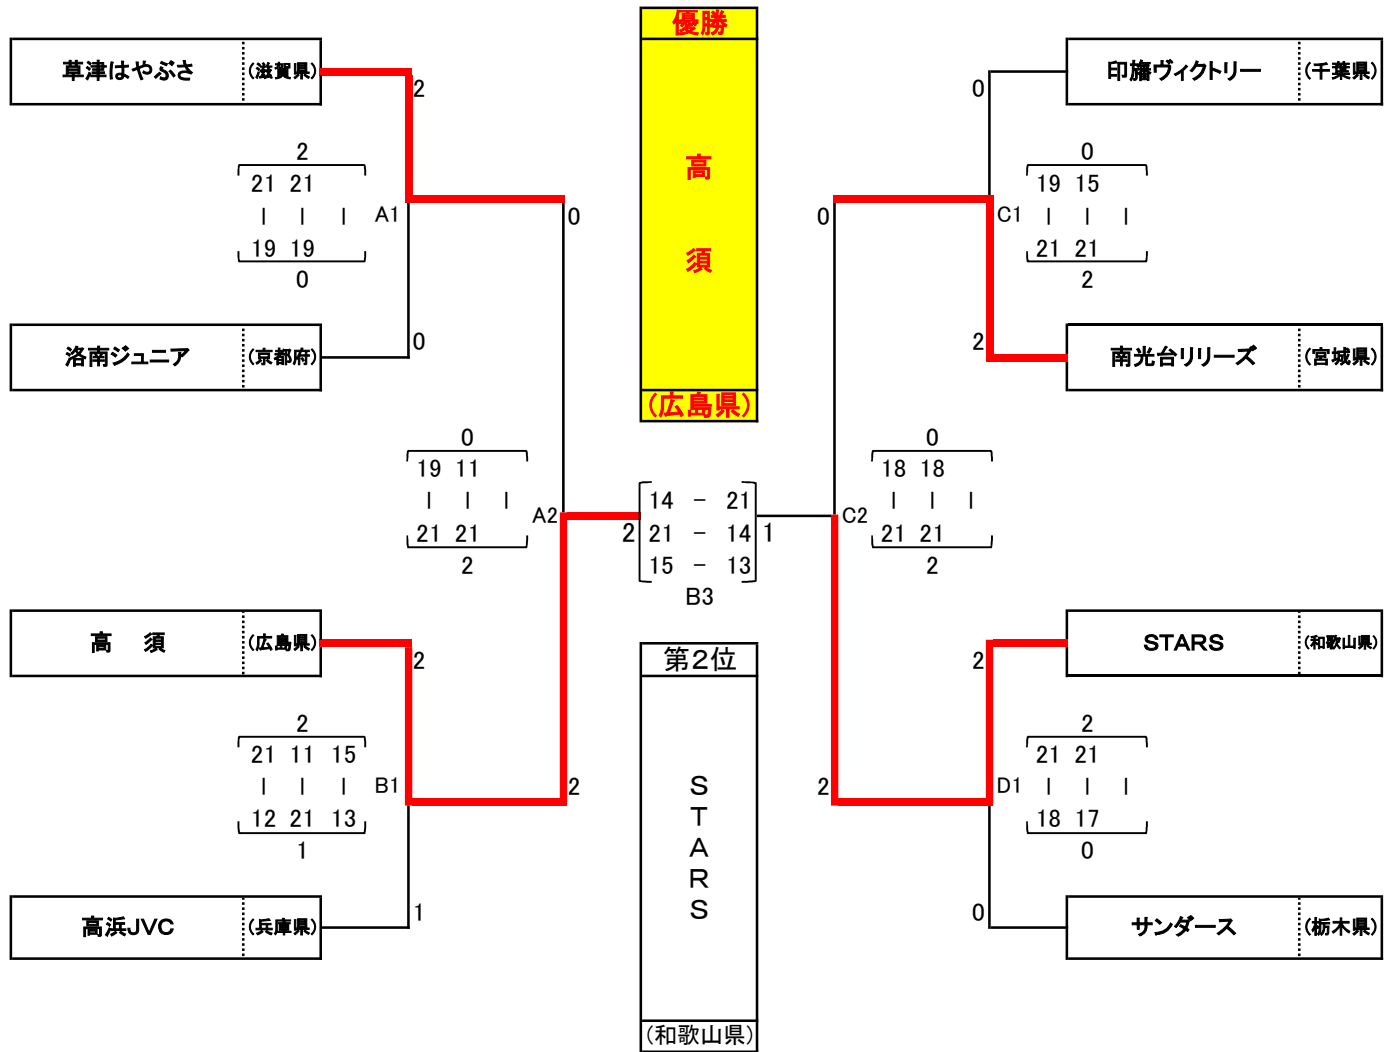 優勝
高
須
(広島県)
草津はやぶさ (滋賀県)
2
2
21 21
| | |
19 19
0
A1
0
洛南ジュニア (京都府)
0
0
19 11
| | |
21 21
2
A2
高　須 (広島県)
2
2
21 11 15
| | |
12 21 13
1
B1
2
高浜JVC (兵庫県)
1
2
14 － 21
21 － 14
15 － 13
1
B3
第2位
S
T
A
R
S
(和歌山県)
印旛ヴィクトリー (千葉県)
0
0
19 15
| | |
21 21
2
C1
0
南光台リリーズ (宮城県)
2
0
18 18
| | |
21 21
2
C2
STARS (和歌山県)
2
2
21 21
| | |
18 17
0
D1
2
サンダース (栃木県)
0